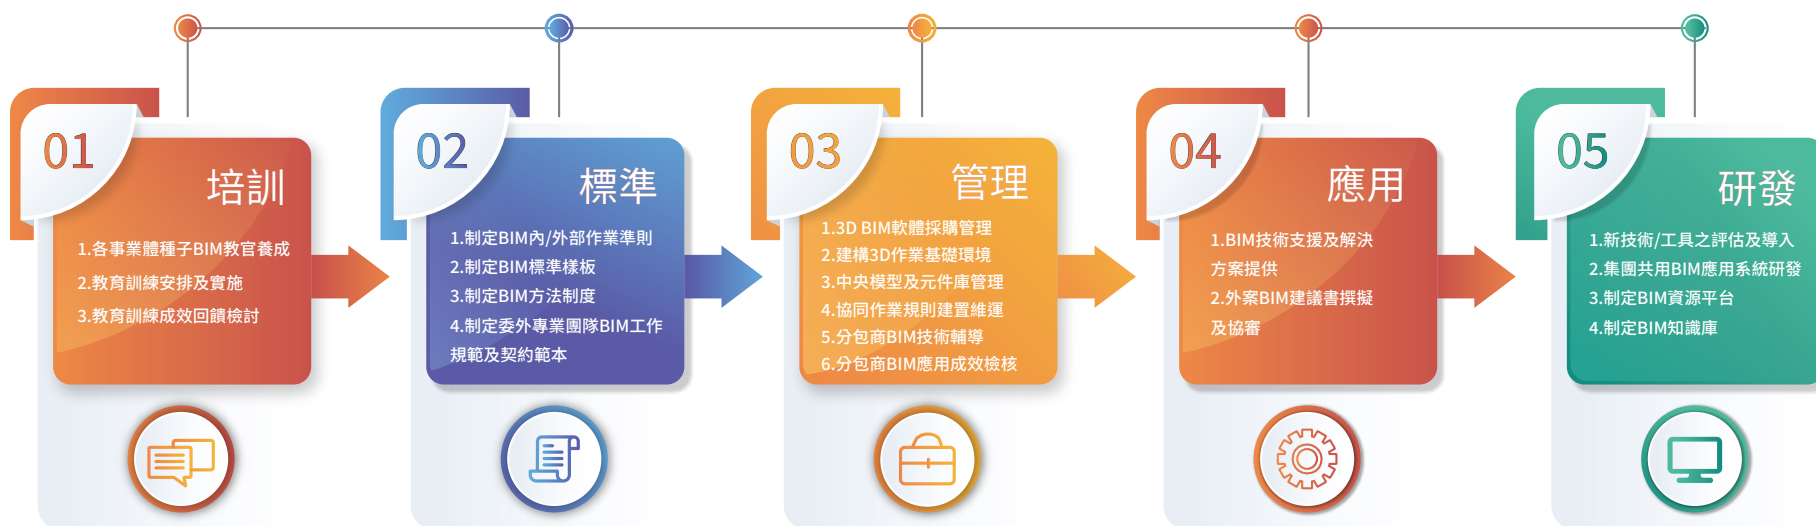 01
培訓
1.各事業體種子BIM教官養成
2.教育訓練安排及實施
3.教育訓練成效回饋檢討
02
標準
1.制定BIM內/外部作業準則
2.制定BIM標準樣板
3.制定BIM方法制度
4.制定委外專業團隊BIM工作
規範及契約範本
03
管理
1.3D BIM軟體採購管理
2.建構3D作業基礎環境
3.中央模型及元件庫管理
4.協同作業規則建置維運
5.分包商BIM技術輔導
6.分包商BIM應用成效檢核
04
應用
1.BIM技術支援及解決
方案提供
2.外案BIM建議書撰擬
及協審
05
研發
1.新技術/工具之評估及導入
2.集團共用BIM應用系統研發
3.制定BIM資源平台
4.制定BIM知識庫